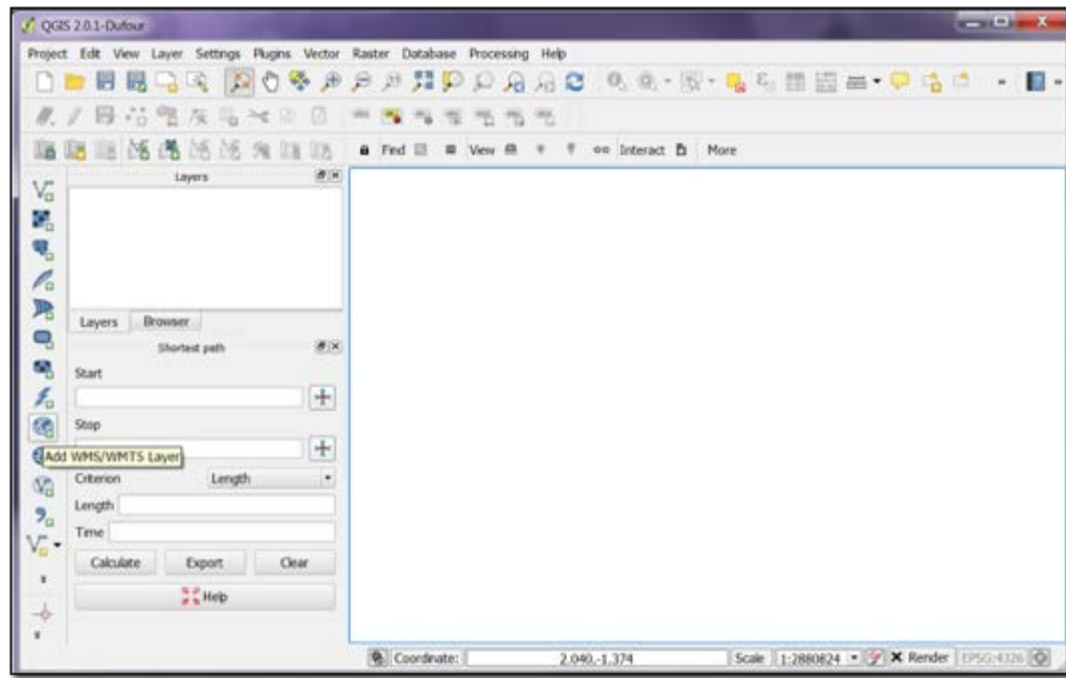 QGIS 2.0.1-Dufour
Project Edit View Layer Settings Plugins Vector Raster Database Processing Help
Find View Interact More
Layers
Layers Browser
Shortest path
Start
Stop
Add WMS/WMTS Layer
Criterion Length
Length
Time
Calculate Export Clear
Help
Coordinate: 2.040,-1.374 Scale 1:2880824 Render EPSG:4326